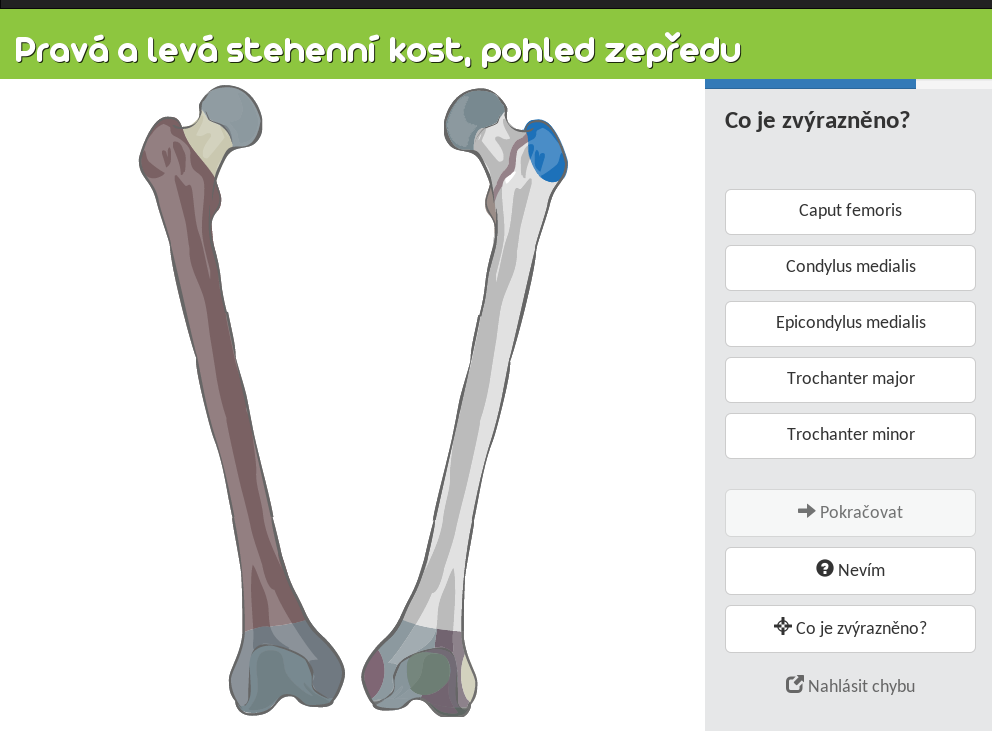 Pravá a levá stehenní kost, pohled zepředu
Co je zvýrazněno?
Caput femoris
Condylus medialis
Epicondylus medialis
Trochanter major
Trochanter minor
Pokračovat
Nevím
Co je zvýrazněno?
Nahlásit chybu